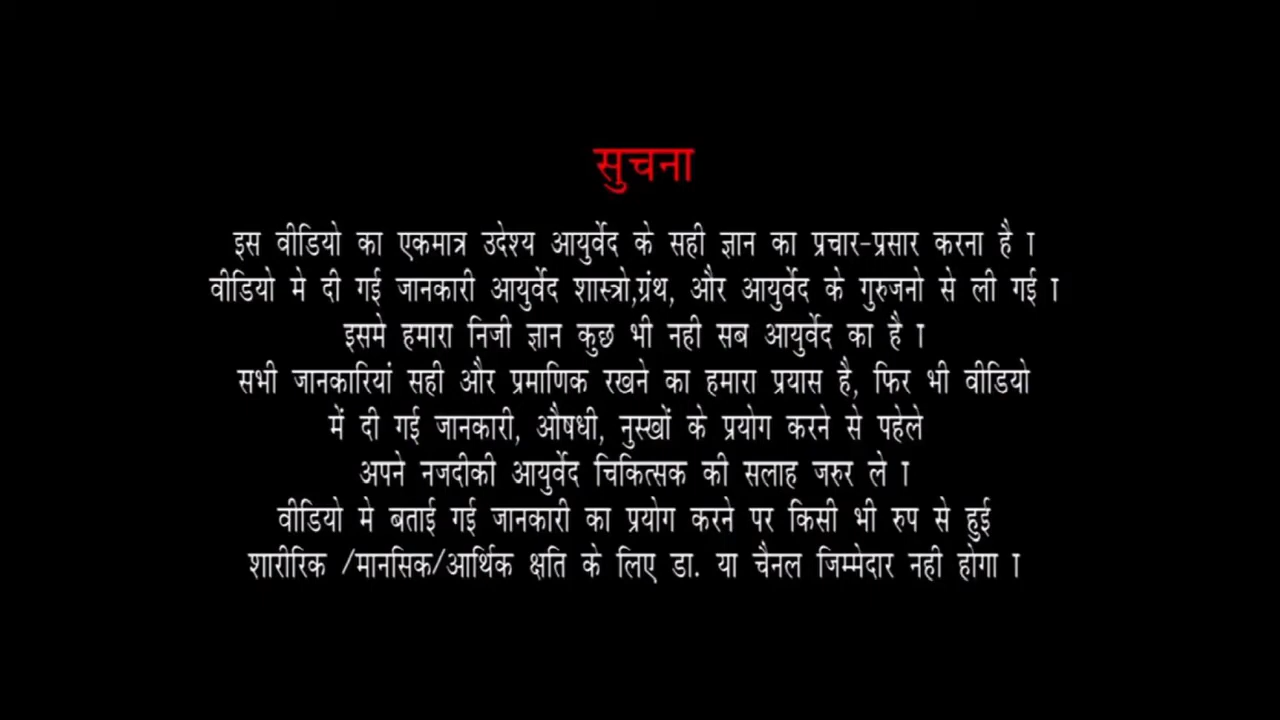 सुचना
इस वीडियो का एकमात्र उदेश्य आयुर्वेद के सही ज्ञान का प्रचार-प्रसार करना है ।
वीडियो मे दी गई जानकारी आयुर्वेद शास्त्रो,ग्रंथ, और आयुर्वेद के गुरुजनो से ली गई ।
इसमे हमारा निजी ज्ञान कुछ भी नही सब आयुर्वेद का है ।
सभी जानकारियां सही और प्रमाणिक रखने का हमारा प्रयास है, फिर भी वीडियो
में दी गई जानकारी, औषधी, नुस्खों के प्रयोग करने से पहेले
अपने नजदीकी आयुर्वेद चिकित्सक की सलाह जरुर ले ।
वीडियो मे बताई गई जानकारी का प्रयोग करने पर किसी भी रुप से हुई
शारीरिक /मानसिक/आर्थिक क्षति के लिए डा. या चैनल जिम्मेदार नही होगा ।